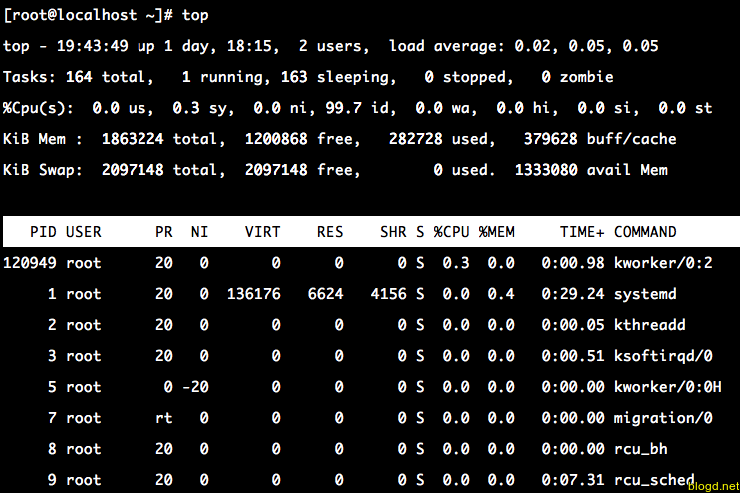 [root@localhost ~]# top
top - 19:43:49 up 1 day, 18:15,  2 users,  load average: 0.02, 0.05, 0.05
Tasks: 164 total,   1 running, 163 sleeping,   0 stopped,   0 zombie
%Cpu(s):  0.0 us,  0.3 sy,  0.0 ni, 99.7 id,  0.0 wa,  0.0 hi,  0.0 si,  0.0 st
KiB Mem :  1863224 total,  1200868 free,   282728 used,   379628 buff/cache
KiB Swap:  2097148 total,  2097148 free,        0 used.  1333080 avail Mem
   PID USER      PR  NI    VIRT    RES    SHR S %CPU %MEM     TIME+ COMMAND
120949 root      20   0       0      0      0 S  0.3  0.0   0:00.98 kworker/0:2
     1 root      20   0  136176   6624   4156 S  0.0  0.4   0:29.24 systemd
     2 root      20   0       0      0      0 S  0.0  0.0   0:00.05 kthreadd
     3 root      20   0       0      0      0 S  0.0  0.0   0:00.51 ksoftirqd/0
     5 root       0 -20       0      0      0 S  0.0  0.0   0:00.00 kworker/0:0H
     7 root      rt   0       0      0      0 S  0.0  0.0   0:00.00 migration/0
     8 root      20   0       0      0      0 S  0.0  0.0   0:00.00 rcu_bh
     9 root      20   0       0      0      0 S  0.0  0.0   0:07.31 rcu_sched
blogd.net